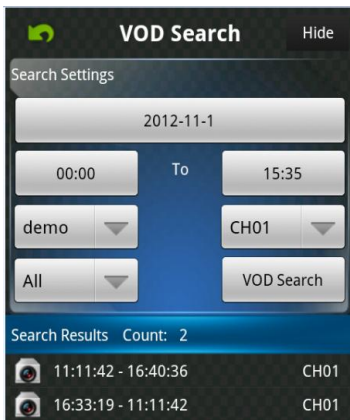 VOD Search Hide
Search Settings
2012-11-1
00:00 To 15:35
demo CH01
All VOD Search
Search Results Count: 2
11:11:42 - 16:40:36 CH01
16:33:19 - 11:11:42 CH01